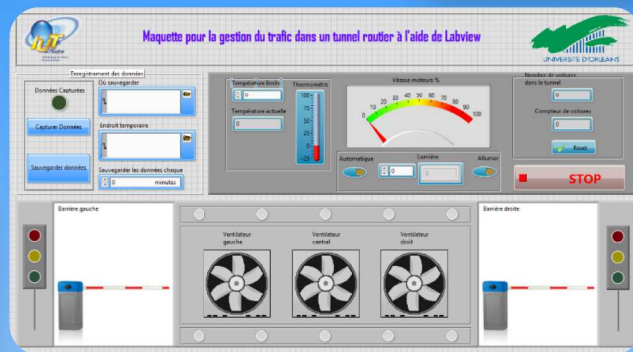 Maquette pour la gestion du trafic dans un tunnel routier à l'aide de Labview
UNIVERSITE D'ORLEANS
Enregistrement des données
Données Capturées
Où sauvegarder
Capturer Données
Endroit temporaire
Sauvegarder données
Sauvegarder les données chaque
0 minutes
Température limite
0
Température actuelle
0
Thermomètre
100
75
50
25
0
-25
Vitesse moteurs %
0 10 20 30 40 50 60 70 80 90 100
Automatique
Lumière
Allumer
0
0
Nombre de voitures
dans le tunnel
0
Compteur de voitures
0
Reset
STOP
Barrière gauche
Ventilateur
gauche
Ventilateur
central
Ventilateur
droit
Barrière droite